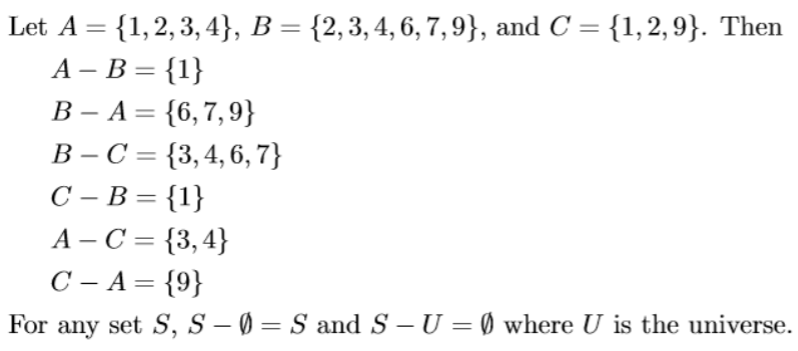 Let A = {1, 2, 3, 4}, B = {2, 3, 4, 6, 7, 9}, and C = {1, 2, 9}. Then
A − B = {1}
B − A = {6, 7, 9}
B − C = {3, 4, 6, 7}
C − B = {1}
A − C = {3, 4}
C − A = {9}
For any set S, S − ∅ = S and S − U = ∅ where U is the universe.